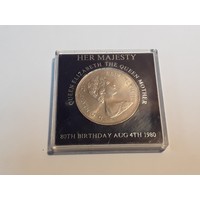 HER MAJESTY
QUEEN ELIZABETH THE QUEEN MOTHER
80TH BIRTHDAY AUG 4TH 1980